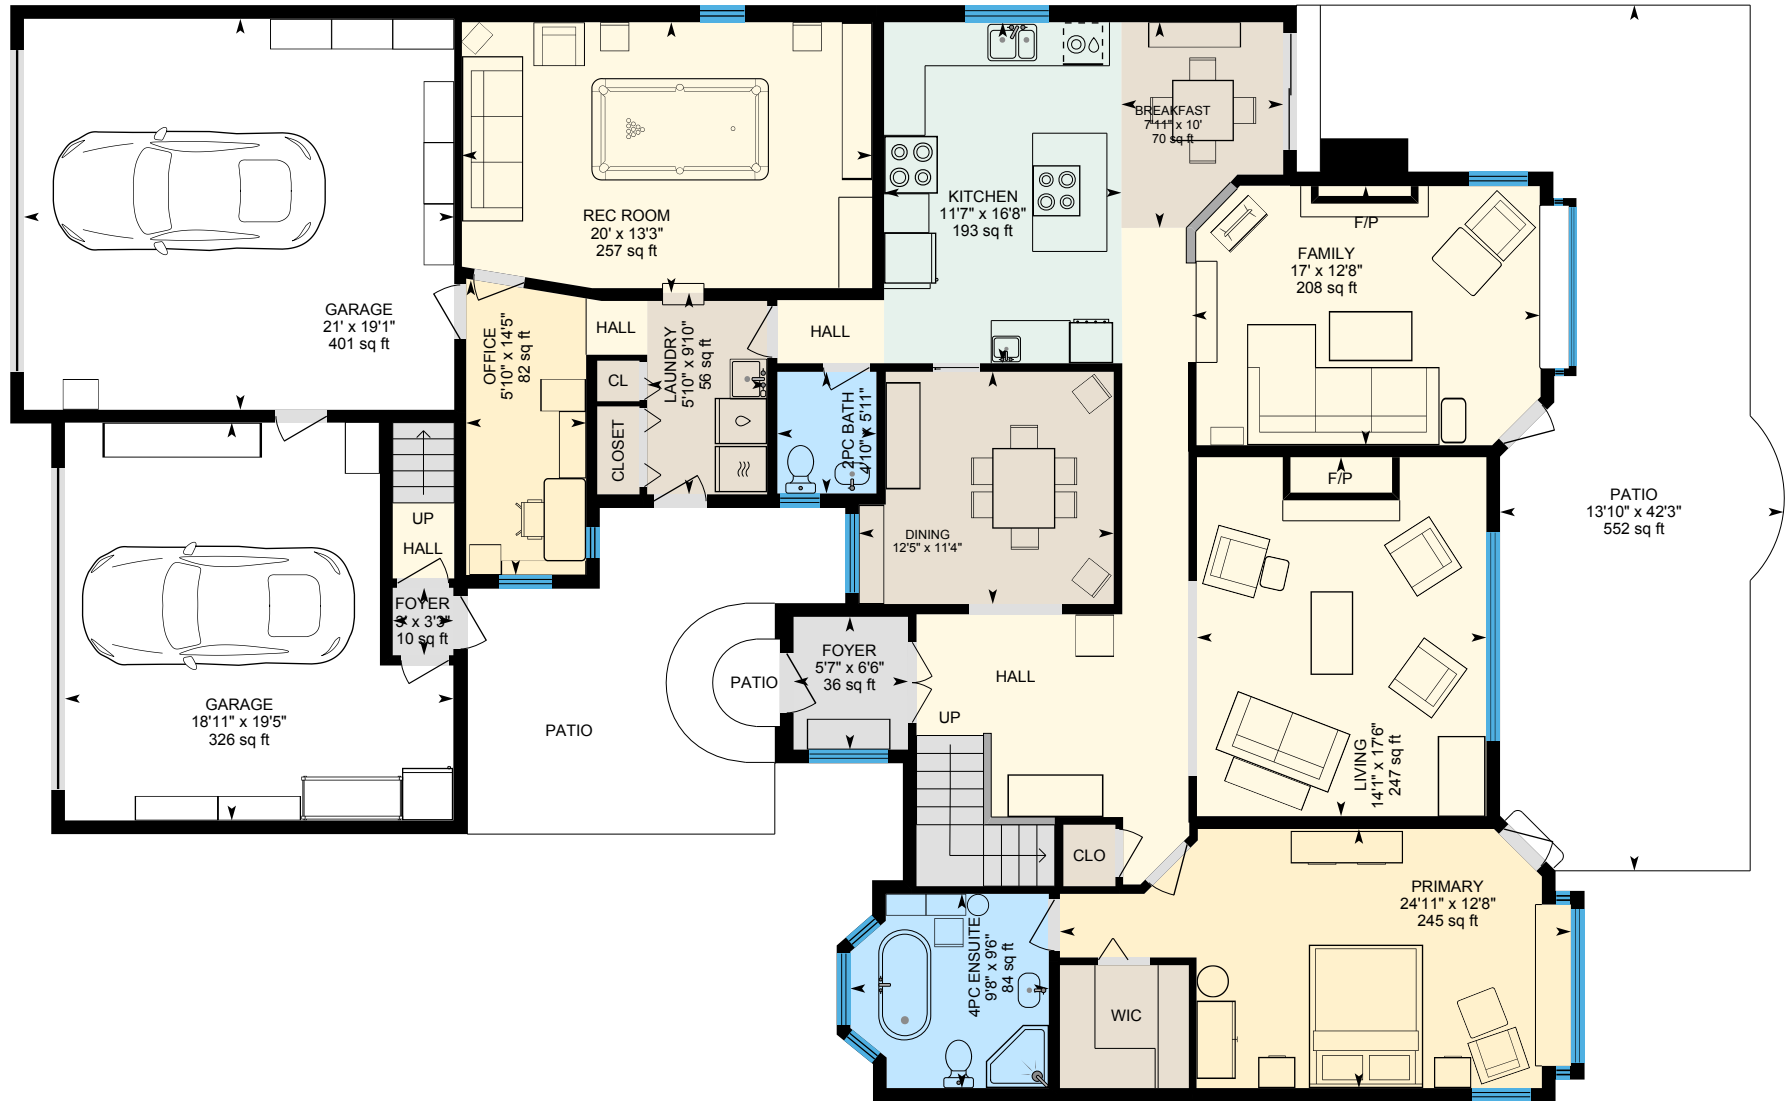 GARAGE
21' x 19'1"
401 sq ft
REC ROOM
20' x 13'3"
257 sq ft
KITCHEN
11'7" x 16'8"
193 sq ft
BREAKFAST
7'11" x 10'
70 sq ft
F/P
FAMILY
17' x 12'8"
208 sq ft
OFFICE
5'10" x 14'5"
82 sq ft
HALL
LAUNDRY
5'10" x 9'10"
56 sq ft
HALL
CL
CLOSET
2PC BATH
4'10" x 5'11"
DINING
12'5" x 11'4"
F/P
PATIO
13'10" x 42'3"
552 sq ft
UP
HALL
FOYER
3' x 3'3"
10 sq ft
GARAGE
18'11" x 19'5"
326 sq ft
PATIO
PATIO
FOYER
5'7" x 6'6"
36 sq ft
HALL
UP
LIVING
14'1" x 17'6"
247 sq ft
CLO
PRIMARY
24'11" x 12'8"
245 sq ft
4PC ENSUITE
9'8" x 9'6"
84 sq ft
WIC